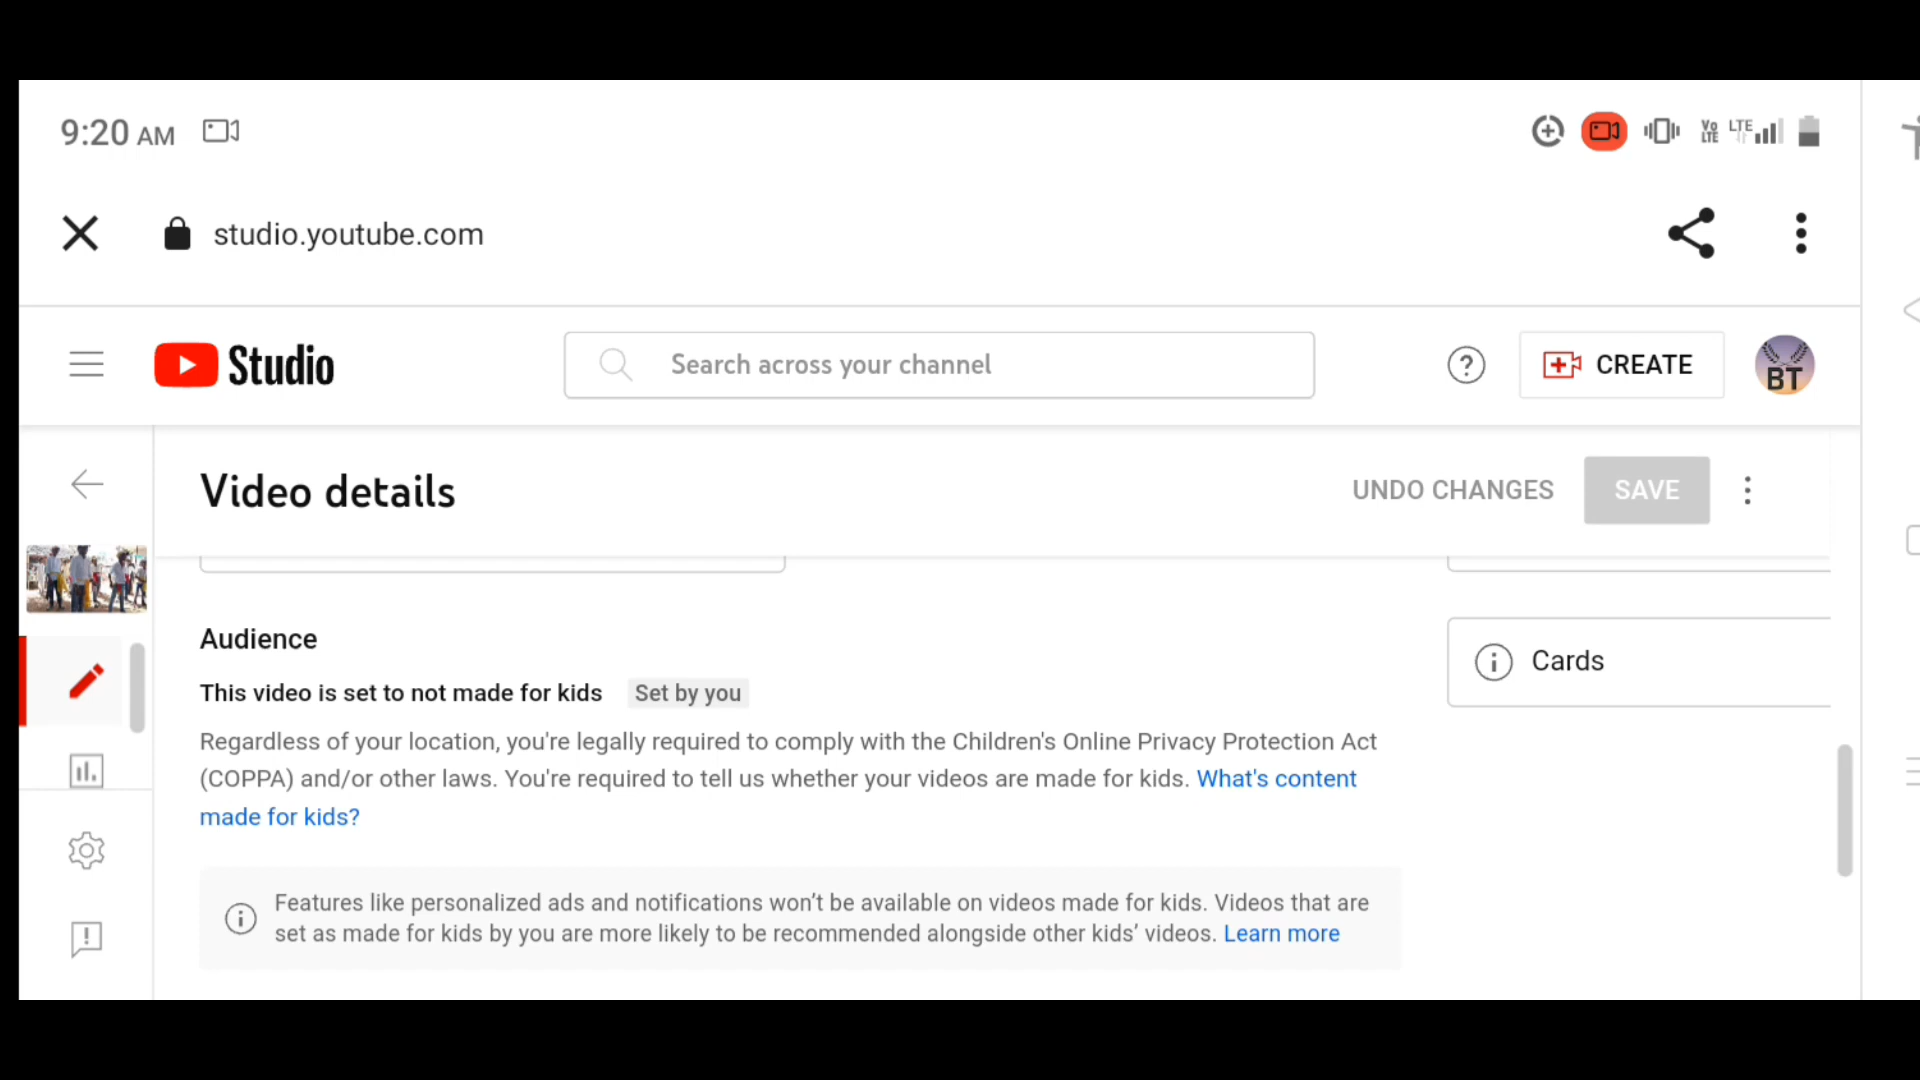 9:20 AM
Vo LTE LTE
studio.youtube.com
Studio
Search across your channel
CREATE
BT
Video details
UNDO CHANGES
SAVE
Audience
This video is set to not made for kids Set by you
Cards
Regardless of your location, you're legally required to comply with the Children's Online Privacy Protection Act
(COPPA) and/or other laws. You're required to tell us whether your videos are made for kids. What's content
made for kids?
Features like personalized ads and notifications won’t be available on videos made for kids. Videos that are
set as made for kids by you are more likely to be recommended alongside other kids’ videos. Learn more